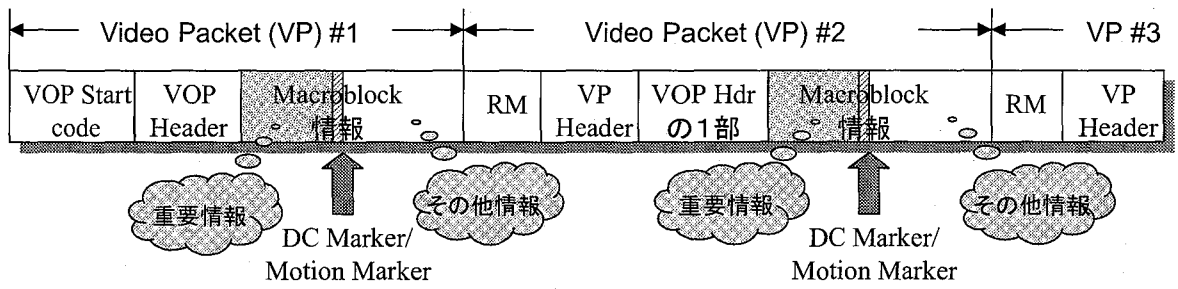 Video Packet (VP) #1
Video Packet (VP) #2
VP #3
VOP Start
code
VOP
Header
Macroblock
情報
RM
VP
Header
VOP Hdr
の1部
Macroblock
情報
RM
VP
Header
重要情報
その他情報
重要情報
その他情報
DC Marker/
Motion Marker
DC Marker/
Motion Marker